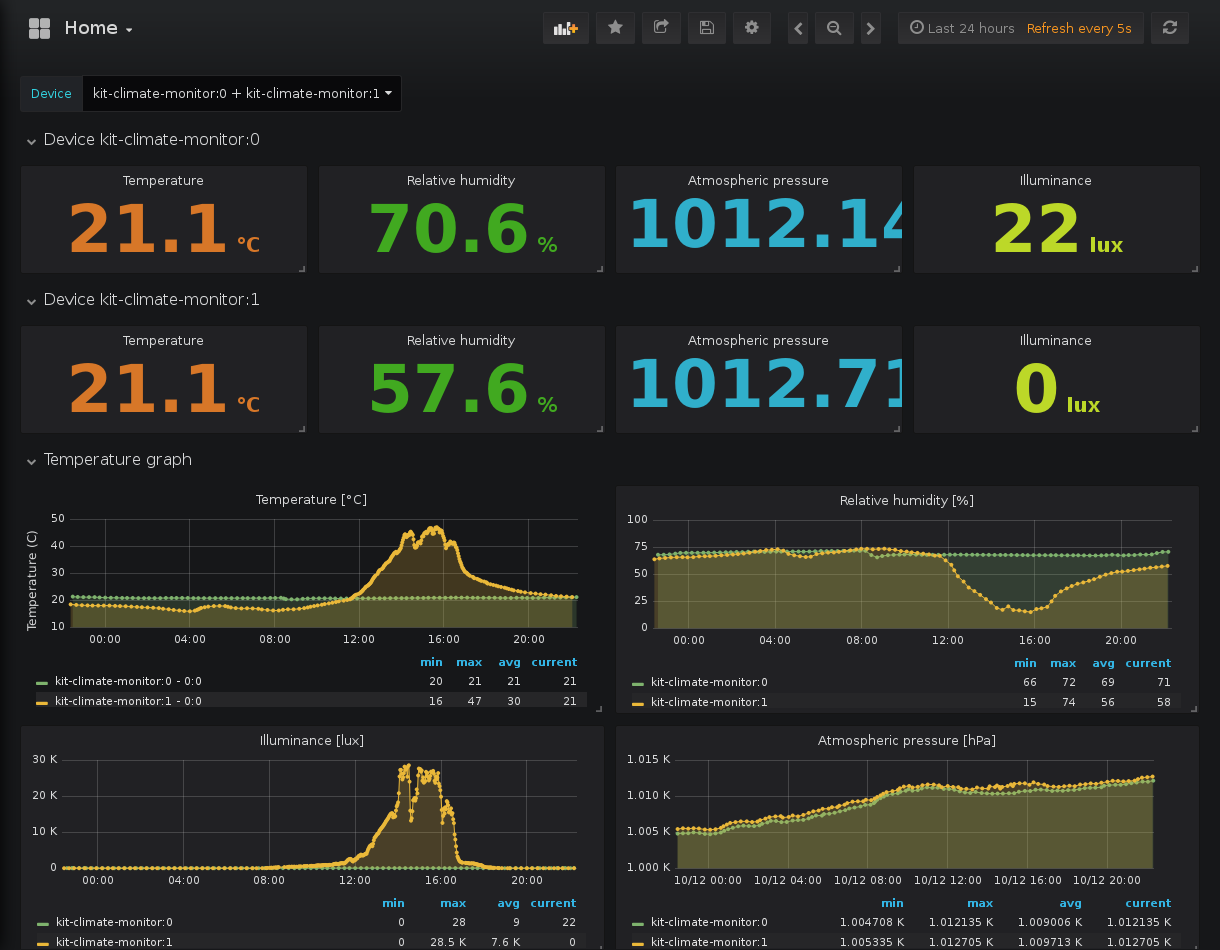 Home
Last 24 hours Refresh every 5s
Device kit-climate-monitor:0 + kit-climate-monitor:1
Device kit-climate-monitor:0
Temperature Relative humidity Atmospheric pressure Illuminance
21.1 °C 70.6 % 1012.14 22 lux
Device kit-climate-monitor:1
Temperature Relative humidity Atmospheric pressure Illuminance
21.1 °C 57.6 % 1012.71 0 lux
Temperature graph
Temperature [°C]
Temperature (C)
50
40
30
20
10
00:00 04:00 08:00 12:00 16:00 20:00
min max avg current
kit-climate-monitor:0 - 0:0 20 21 21 21
kit-climate-monitor:1 - 0:0 16 47 30 21
Relative humidity [%]
100
75
50
25
0
00:00 04:00 08:00 12:00 16:00 20:00
min max avg current
kit-climate-monitor:0 66 72 69 71
kit-climate-monitor:1 15 74 56 58
Illuminance [lux]
30 K
20 K
10 K
0
00:00 04:00 08:00 12:00 16:00 20:00
min max avg current
kit-climate-monitor:0 0 28 9 22
kit-climate-monitor:1 0 28.5 K 7.6 K 0
Atmospheric pressure [hPa]
1.015 K
1.010 K
1.005 K
1.000 K
10/12 00:00 10/12 04:00 10/12 08:00 10/12 12:00 10/12 16:00 10/12 20:00
min max avg current
kit-climate-monitor:0 1.004708 K 1.012135 K 1.009006 K 1.012135 K
kit-climate-monitor:1 1.005335 K 1.012705 K 1.009713 K 1.012705 K